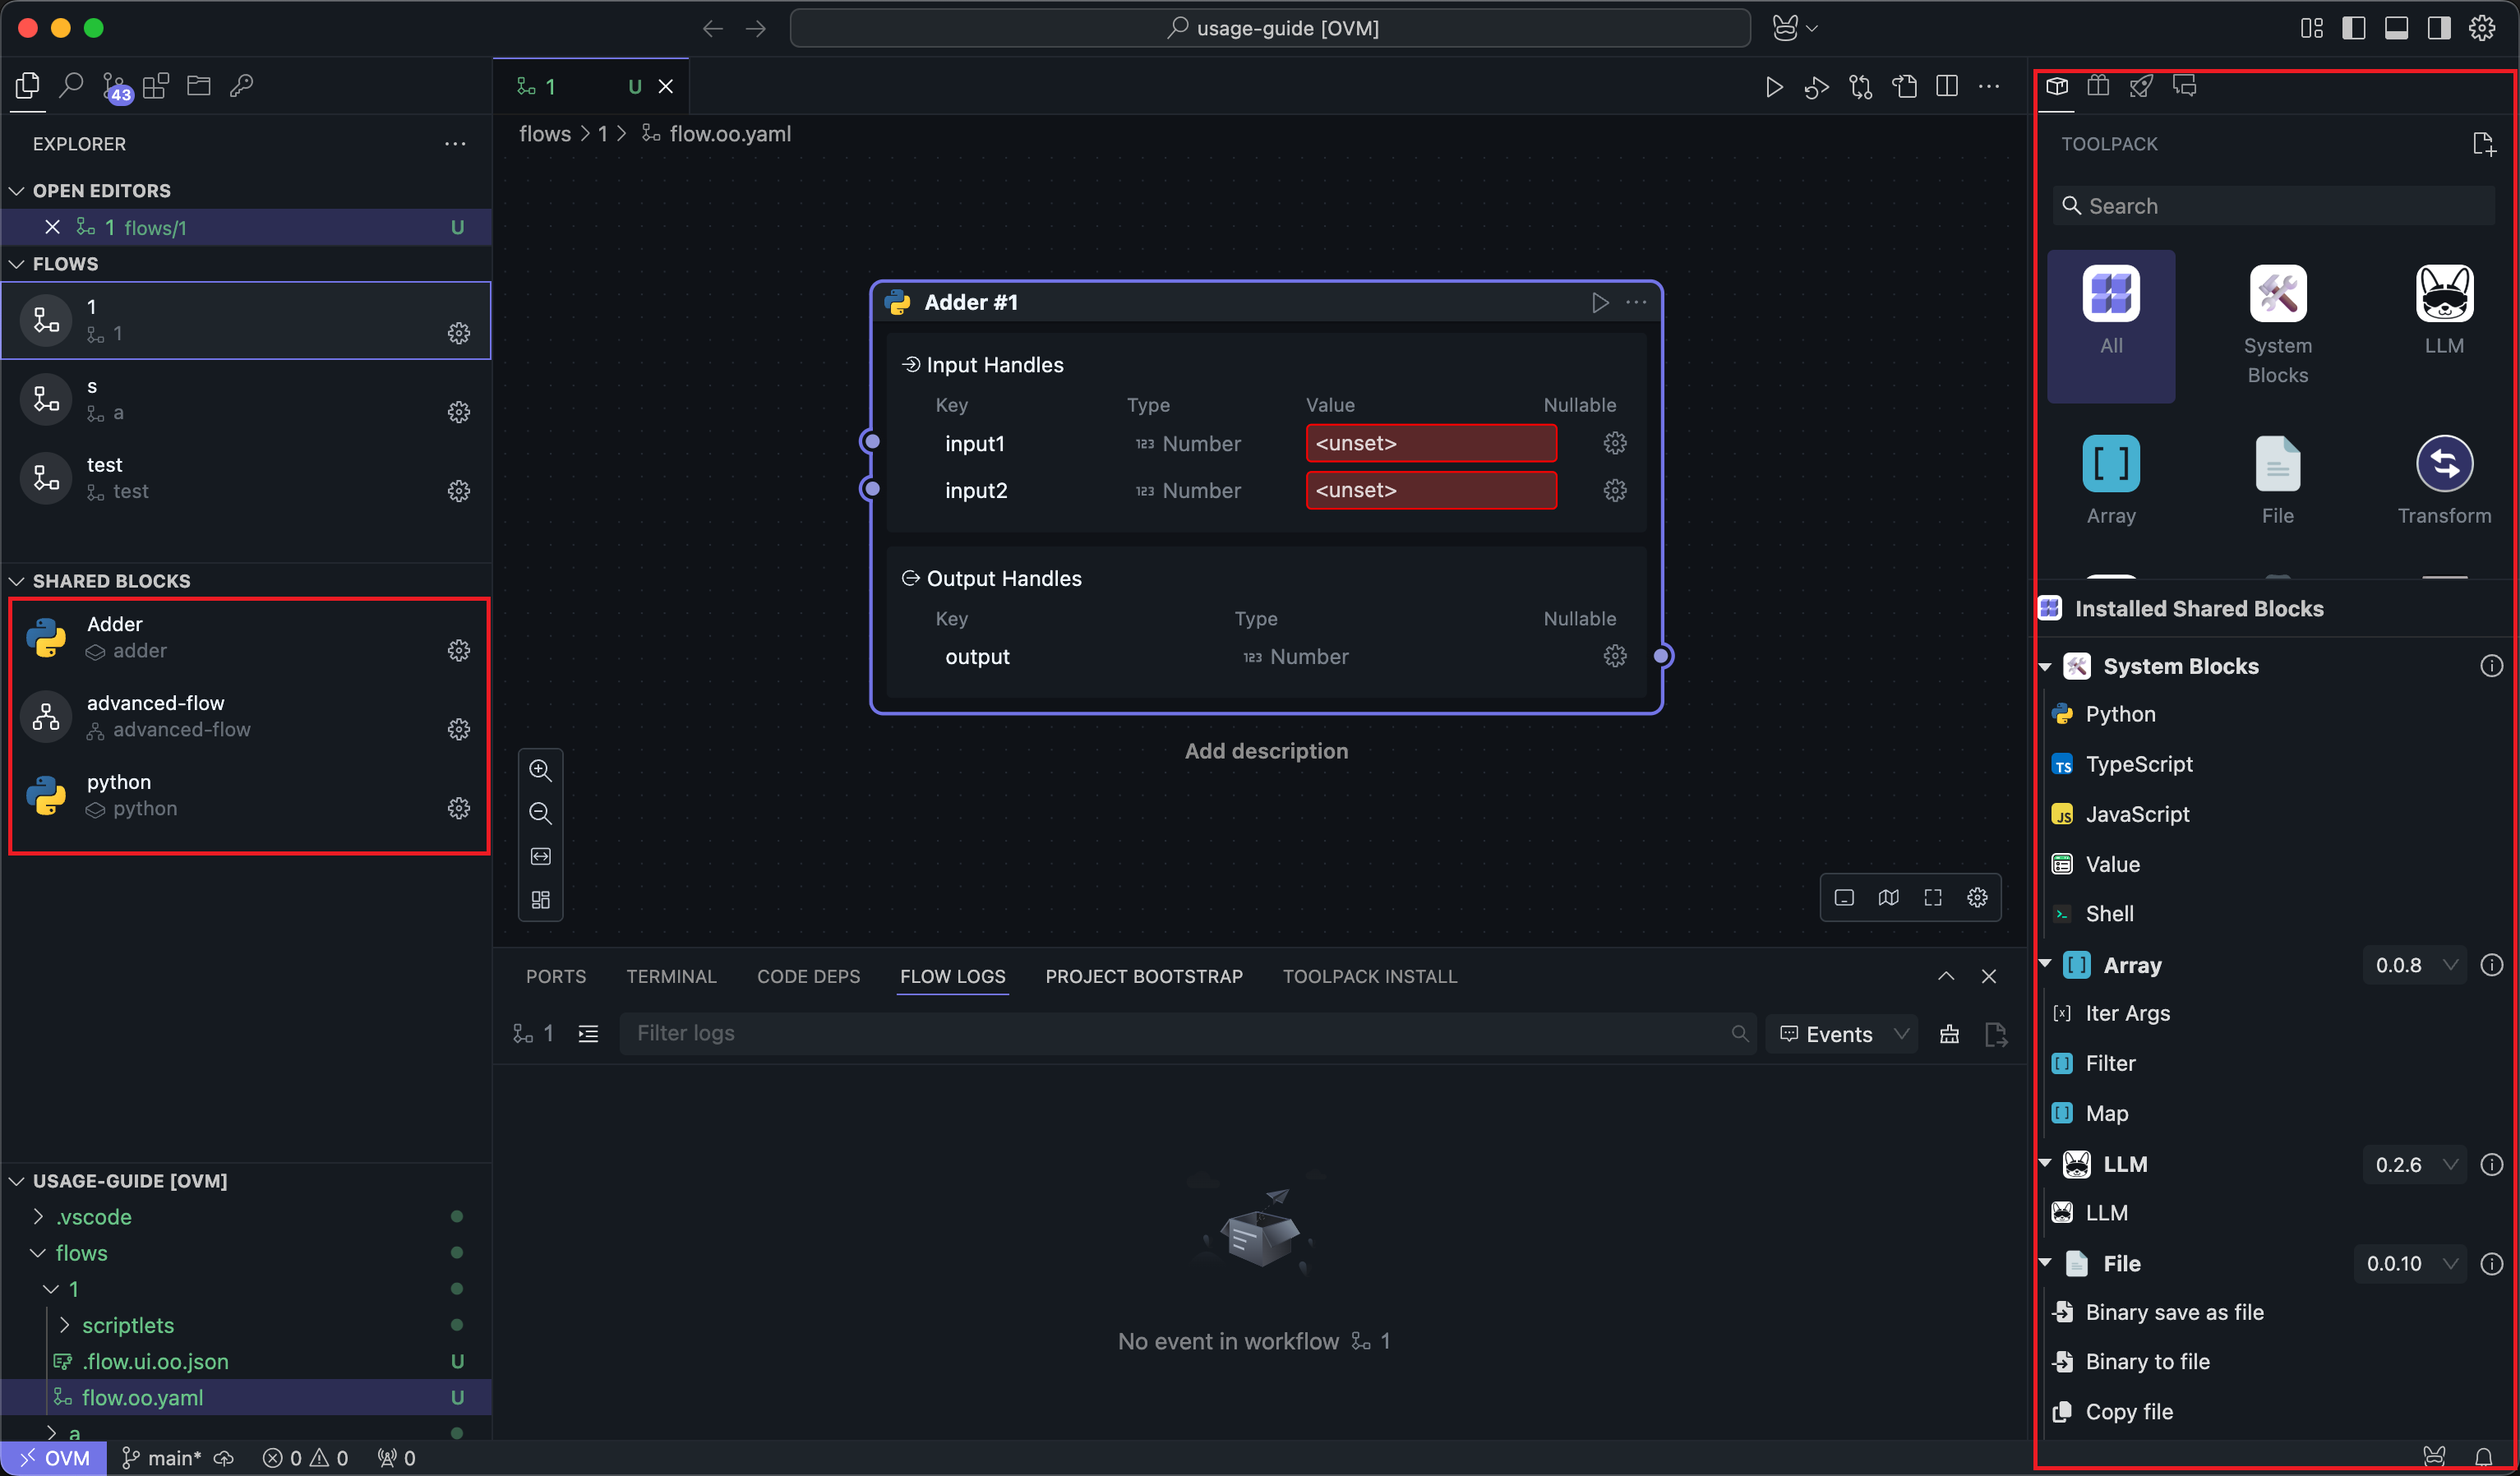 usage-guide [OVM]
43
EXPLORER
OPEN EDITORS
1 flows/1 U
FLOWS
1
1
s
a
test
test
SHARED BLOCKS
Adder
adder
advanced-flow
advanced-flow
python
python
USAGE-GUIDE [OVM]
.vscode
flows
1
scriptlets
.flow.ui.oo.json U
flow.oo.yaml U
a
1 U
flows > 1 > flow.oo.yaml
Adder #1
Input Handles
Key Type Value Nullable
input1 123 Number <unset>
input2 123 Number <unset>
Output Handles
Key Type Nullable
output 123 Number
Add description
PORTS TERMINAL CODE DEPS FLOW LOGS PROJECT BOOTSTRAP TOOLPACK INSTALL
1 Filter logs Events
No event in workflow 1
TOOLPACK
Search
All
System
Blocks
LLM
Array
File
Transform
Installed Shared Blocks
System Blocks
Python
TS TypeScript
JS JavaScript
Value
Shell
Array 0.0.8
Iter Args
Filter
Map
LLM 0.2.6
LLM
File 0.0.10
Binary save as file
Binary to file
Copy file
OVM main* 0 0 0